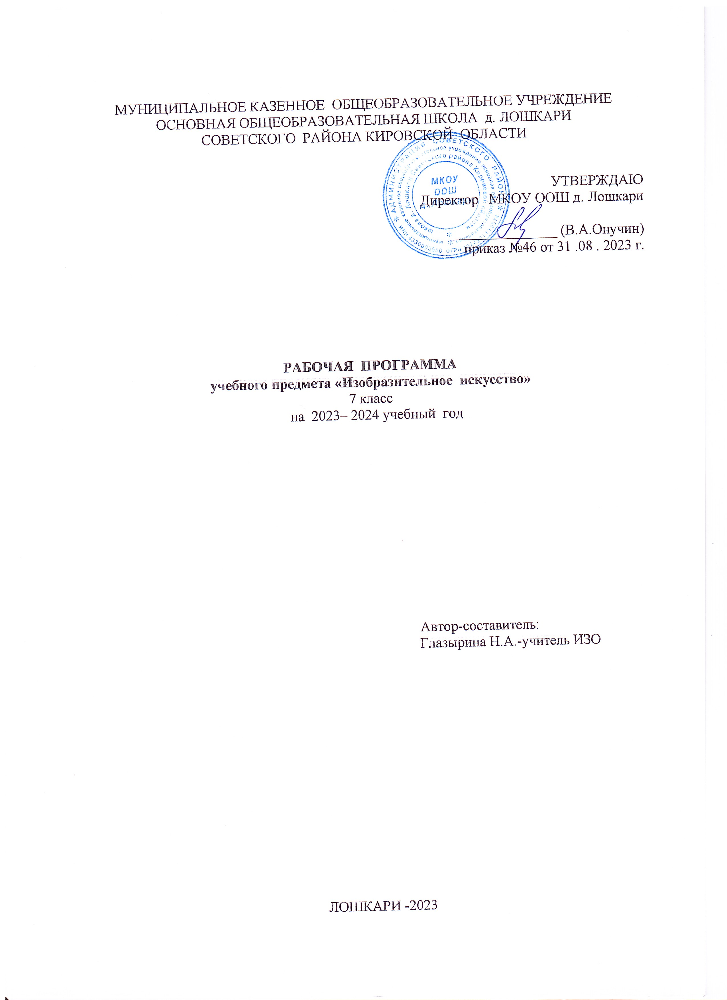 МУНИЦИПАЛЬНОЕ КАЗЕННОЕ ОБЩЕОБРАЗОВАТЕЛЬНОЕ УЧРЕЖДЕНИЕ
ОСНОВНАЯ ОБЩЕОБРАЗОВАТЕЛЬНАЯ ШКОЛА д. ЛОШКАРИ
СОВЕТСКОГО РАЙОНА КИРОВСКОЙ ОБЛАСТИ
АДМИНИСТРАЦИЯ СОВЕТСКОГО РАЙОНА
МКОУ
ООШ
УТВЕРЖДАЮ
Директор МКОУ ООШ д. Лошкари
(В.А.Онучин)
приказ №46 от 31 .08 . 2023 г.
РАБОЧАЯ ПРОГРАММА
учебного предмета «Изобразительное искусство»
7 класс
на 2023– 2024 учебный год
Автор-составитель:
Глазырина Н.А.-учитель ИЗО
ЛОШКАРИ -2023